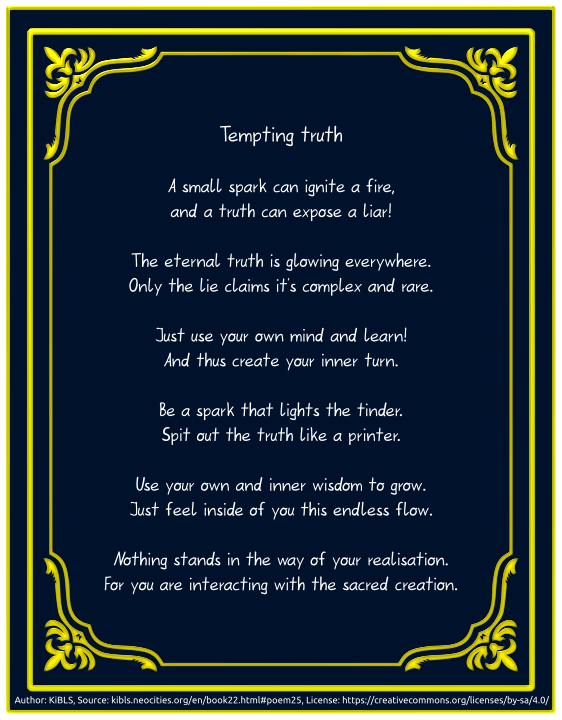 Tempting truth
A small spark can ignite a fire,
and a truth can expose a liar!
The eternal truth is glowing everywhere.
Only the lie claims it's complex and rare.
Just use your own mind and learn!
And thus create your inner turn.
Be a spark that lights the tinder.
Spit out the truth like a printer.
Use your own and inner wisdom to grow.
Just feel inside of you this endless flow.
Nothing stands in the way of your realisation.
For you are interacting with the sacred creation.
Author: KiBLS, Source: kibls.neocities.org/en/book22.html#poem25, License: https://creativecommons.org/licenses/by-sa/4.0/